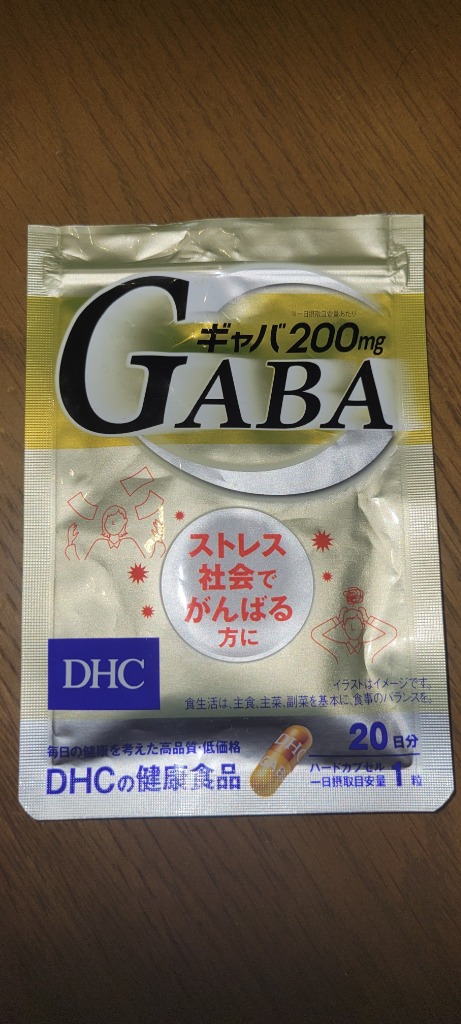 ※一日摂取目安量あたり
ギャバ 200mg
GABA
ストレス
社会で
がんばる
方に
DHC
イラストはイメージです。
食生活は、主食、主菜、副菜を基本に、食事のバランスを。
毎日の健康を考えた高品質・低価格
DHCの健康食品
20日分
ハードカプセル
一日摂取目安量 1粒